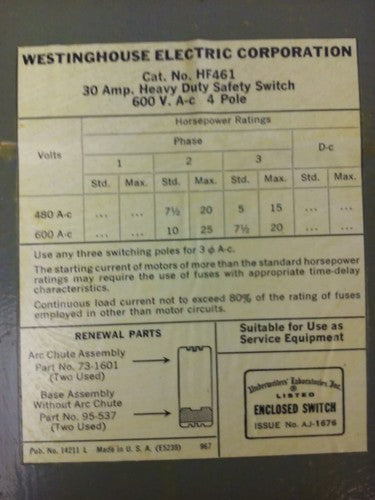 WESTINGHOUSE ELECTRIC CORPORATION
Cat. No. HF461
30 Amp. Heavy Duty Safety Switch
600 V. A-c 4 Pole
Horsepower Ratings
Volts Phase D-c
1 2 3
Std. Max. Std. Max. Std. Max. Std. Max.
480 A-c ... ... 7½ 20 5 15 ... ...
600 A-c ... ... 10 25 7½ 20 ... ...
Use any three switching poles for 3 ϕ A-c.
The starting current of motors of more than the standard horsepower
ratings may require the use of fuses with appropriate time-delay
characteristics.
Continuous load current not to exceed 80% of the rating of fuses
employed in other than motor circuits.
RENEWAL PARTS
Arc Chute Assembly
Part No. 73-1601
(Two Used)
Base Assembly
Without Arc Chute
Part No. 95-537
(Two Used)
Suitable for Use as
Service Equipment
Underwriters' Laboratories, Inc.
LISTED
ENCLOSED SWITCH
ISSUE No. AJ-1676
Pub. No. 14211 L Made in U. S. A. (E5239) 967